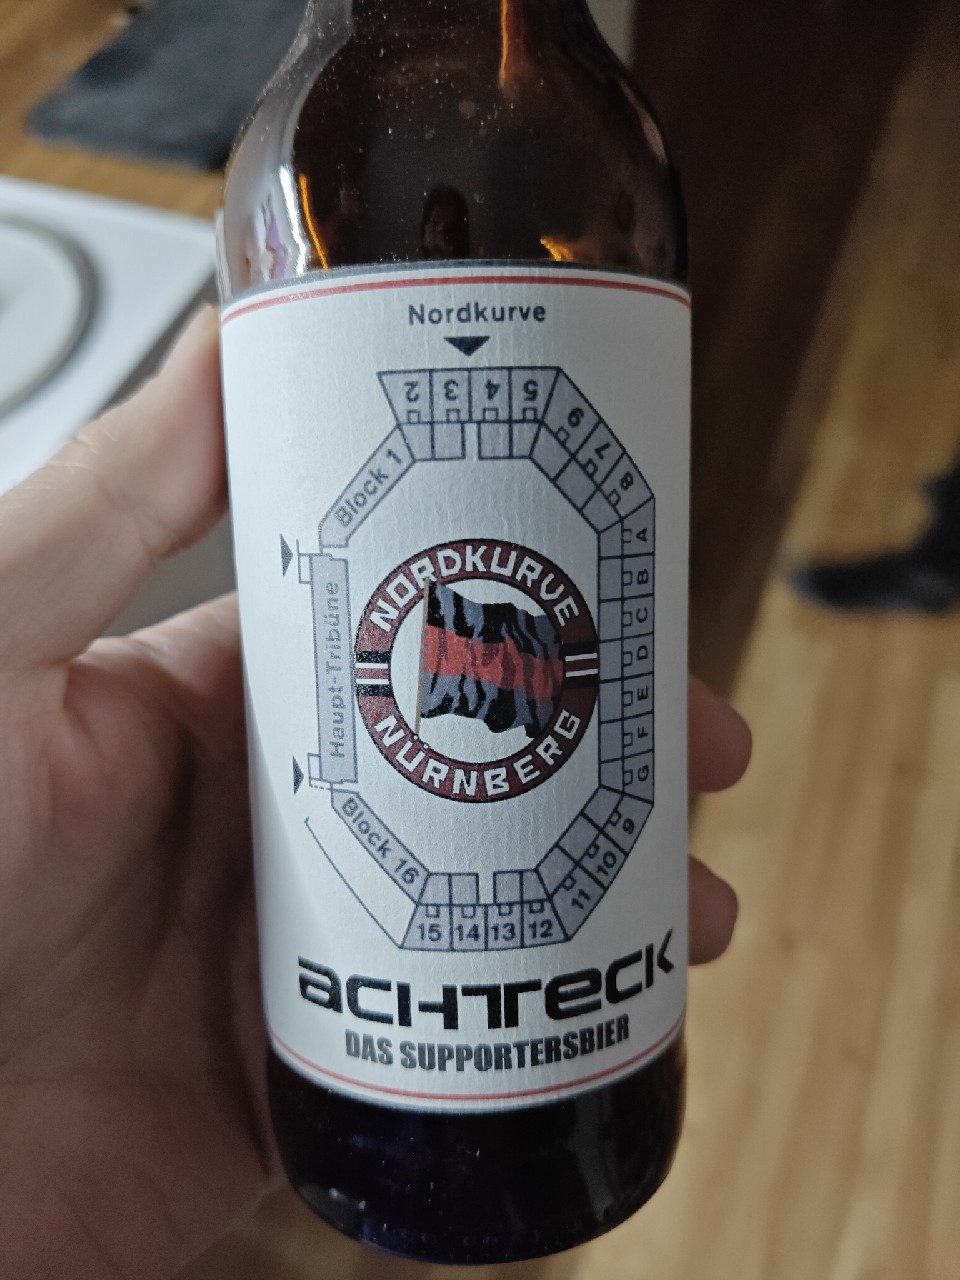 Nordkurve
2 3 4 5 6 7 8
Block 1
A
B
C
D
E
F
G
Haupt-Tribüne
NORDKURVE
NÜRNBERG
Block 16
9
10
11
15 14 13 12
ACHTECK
DAS SUPPORTERSBIER